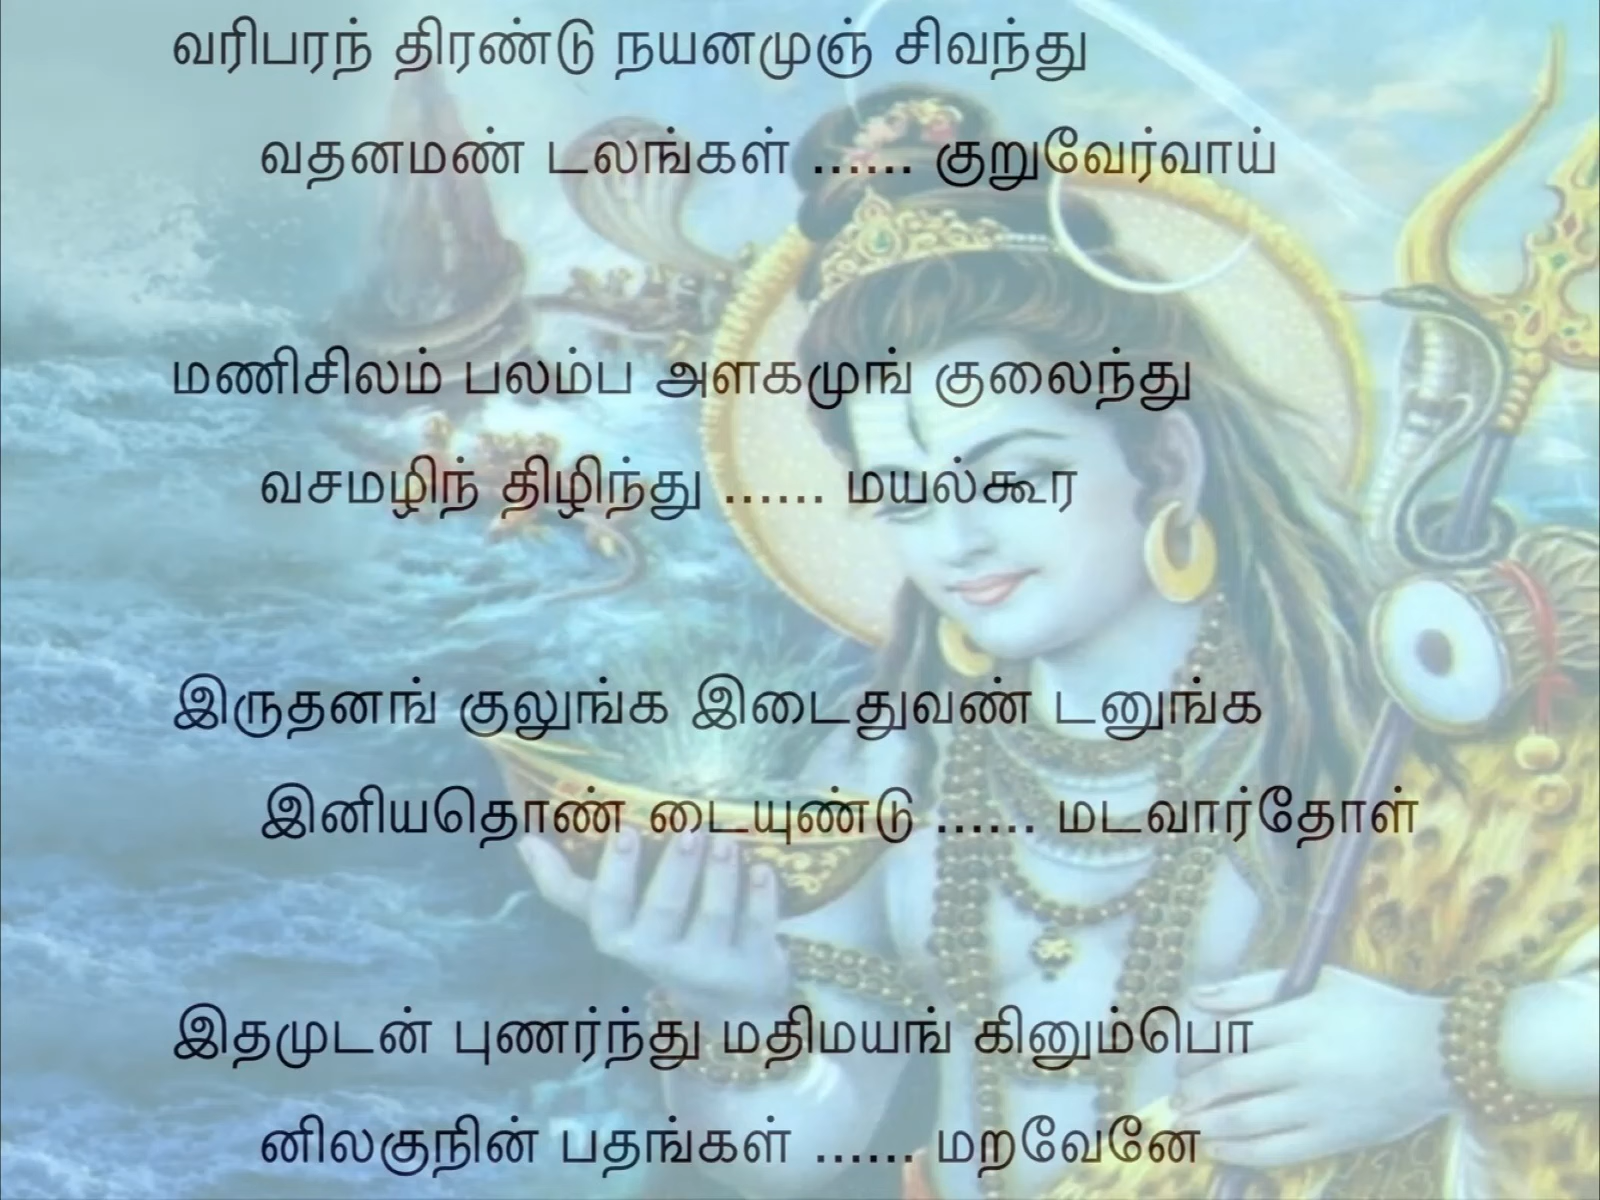 வரிபரந் திரண்டு நயனமுஞ் சிவந்து
வதனமண் டலங்கள் ...... குறுவேர்வாய்
மணிசிலம் பலம்ப அளகமுங் குலைந்து
வசமழிந் திழிந்து ...... மயல்கூர
இருதனங் குலுங்க இடைதுவண் டனுங்க
இனியதொண் டையுண்டு ...... மடவார்தோள்
இதமுடன் புணர்ந்து மதிமயங் கினும்பொ
னிலகுநின் பதங்கள் ...... மறவேனே